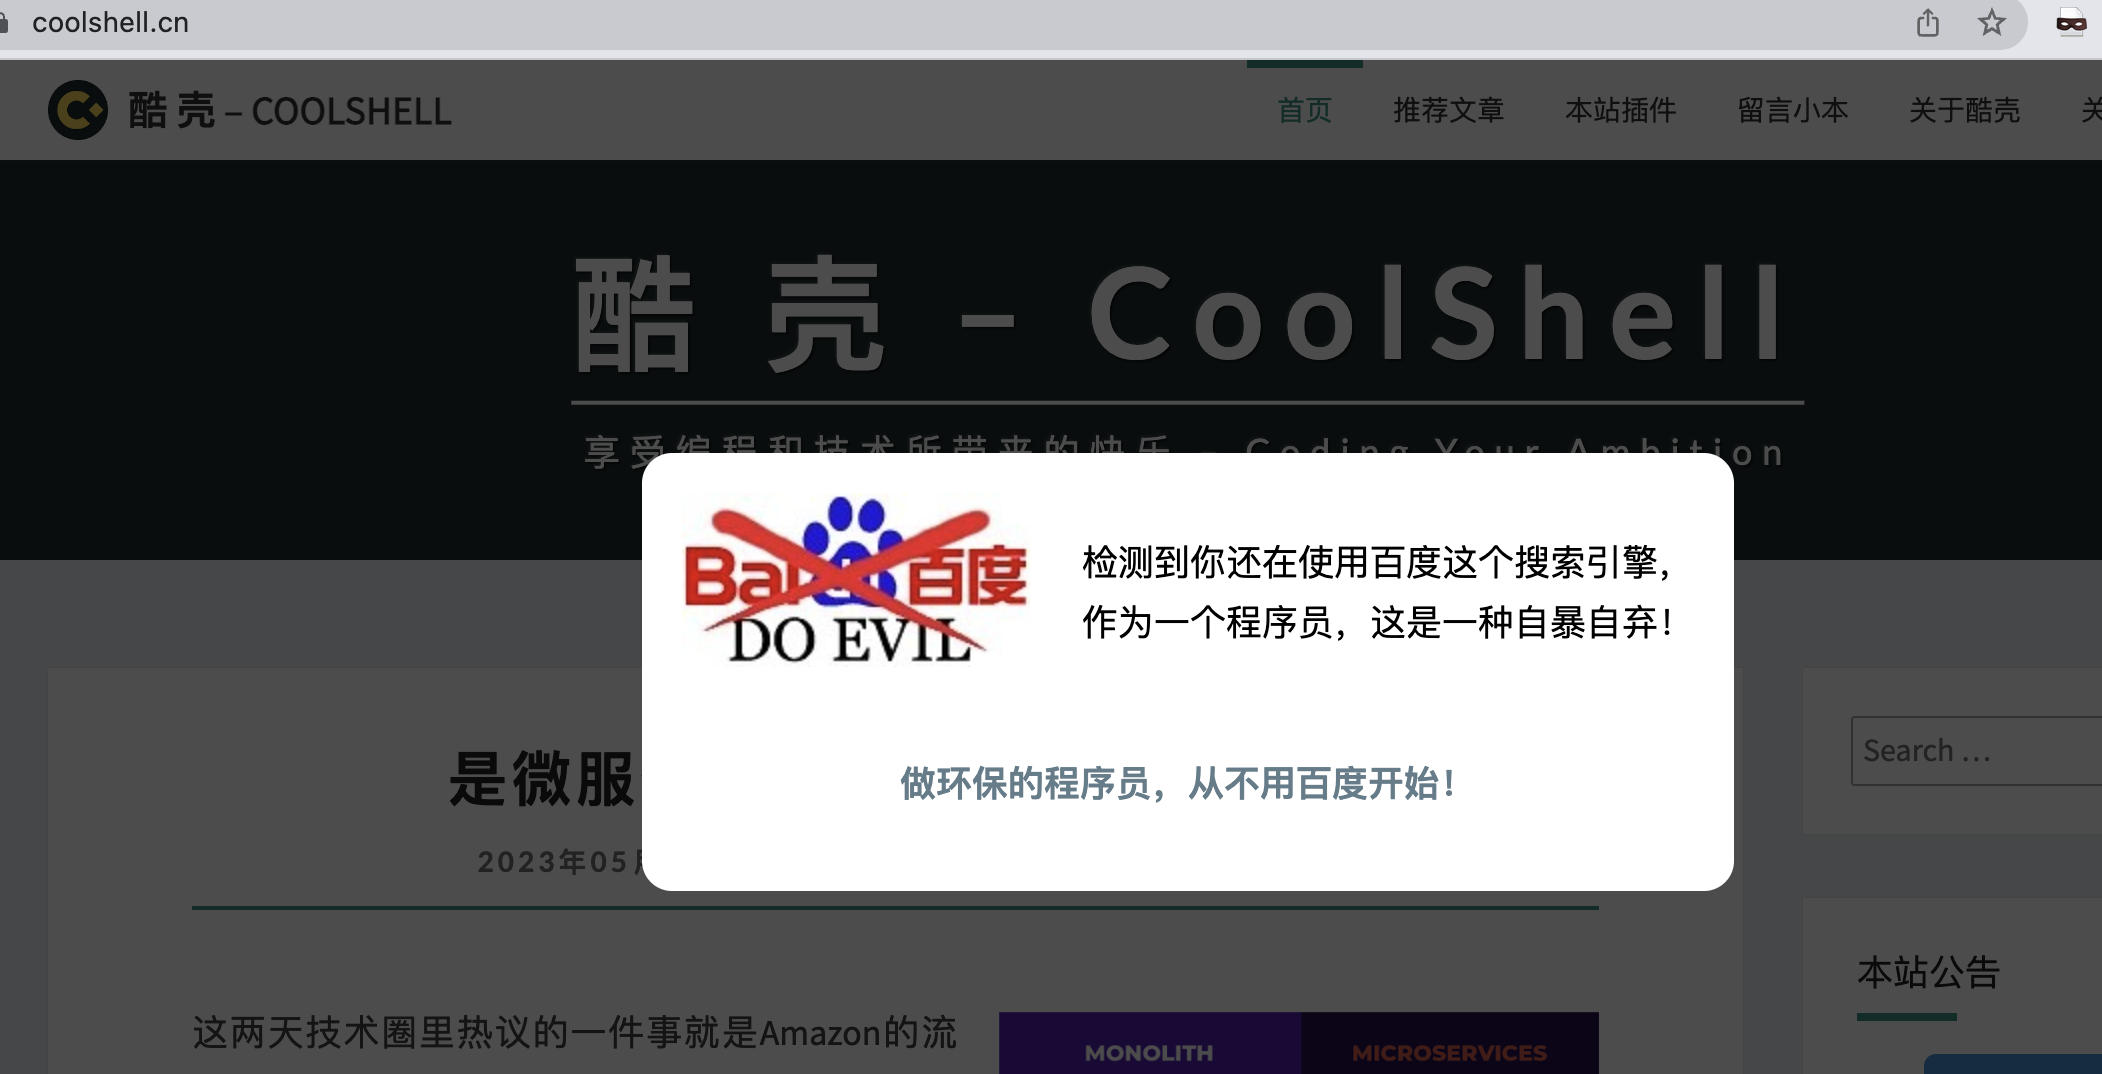 coolshell.cn
酷 壳 – COOLSHELL
首页 推荐文章 本站插件 留言小本 关于酷壳 关
酷 壳 – CoolShell
享受编程和技术所带来的快乐 – Coding Your Ambition
Bai 百度
DO EVIL
检测到你还在使用百度这个搜索引擎，
作为一个程序员，这是一种自暴自弃！
做环保的程序员，从不用百度开始！
是微服
2023年05
Search …
本站公告
这两天技术圈里热议的一件事就是Amazon的流
MONOLITH MICROSERVICES